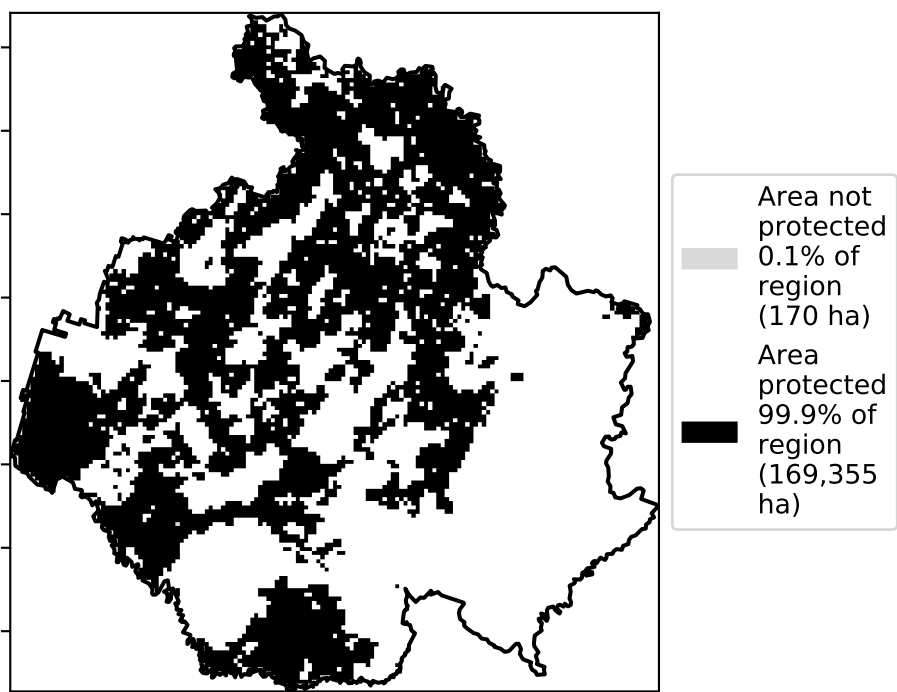 Area not
protected
0.1% of
region
(170 ha)
Area
protected
99.9% of
region
(169,355
ha)